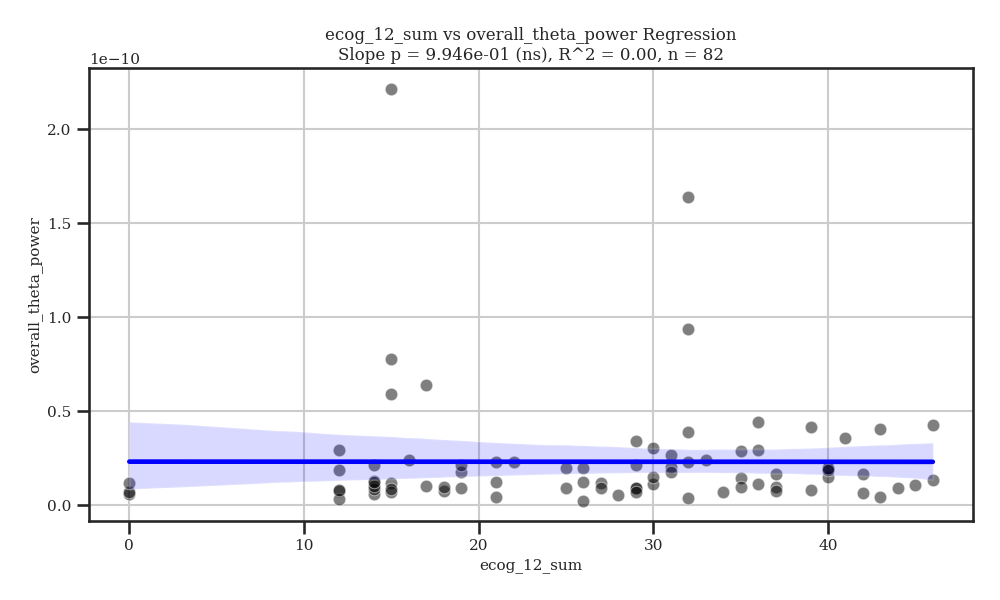 ecog_12_sum vs overall_theta_power Regression
Slope p = 9.946e-01 (ns), R^2 = 0.00, n = 82
1e−10
2.0
1.5
1.0
0.5
0.0
overall_theta_power
0 10 20 30 40
ecog_12_sum